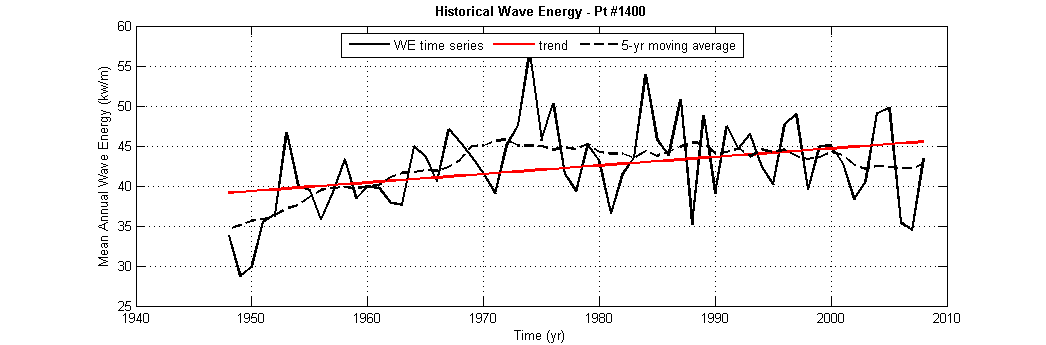 Historical Wave Energy - Pt #1400
WE time series trend 5-yr moving average
Mean Annual Wave Energy (kw/m)
60
55
50
45
40
35
30
25
1940 1950 1960 1970 1980 1990 2000 2010
Time (yr)